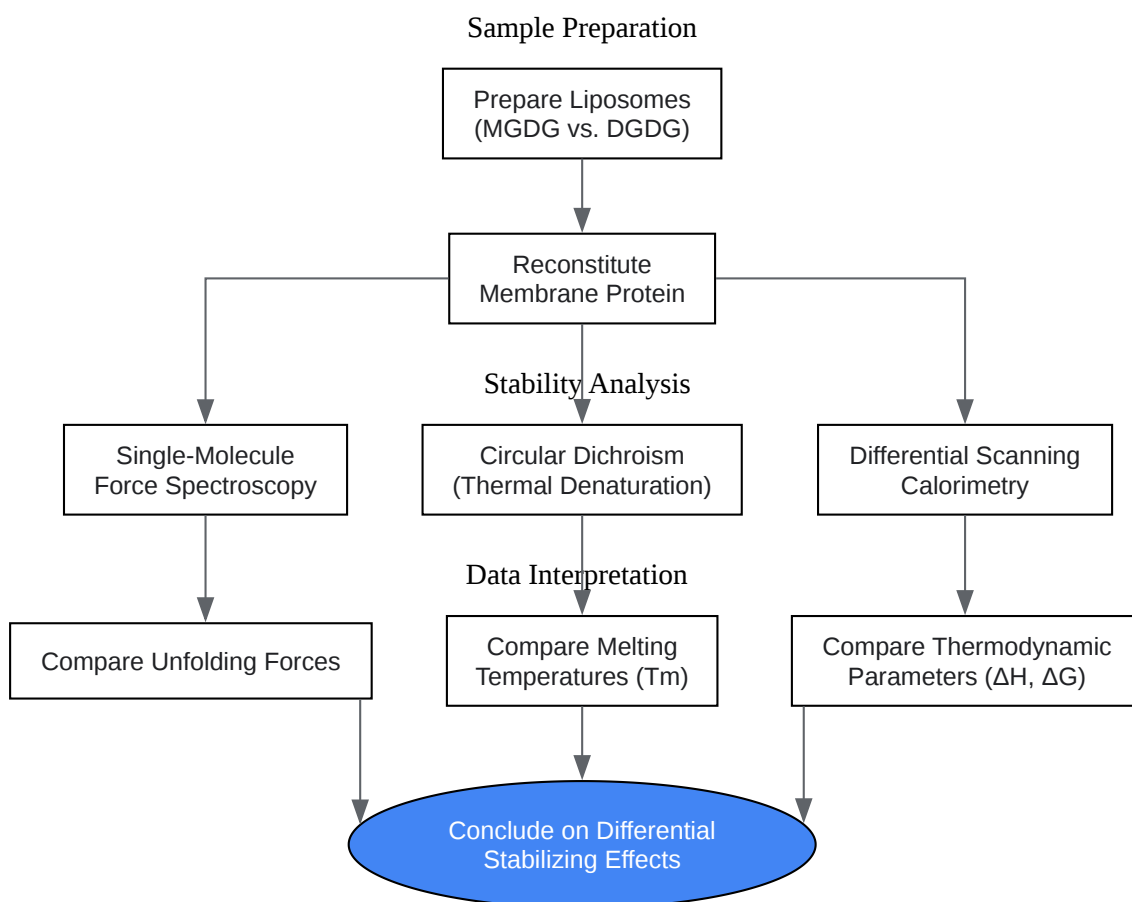 Sample Preparation
Prepare Liposomes
(MGDG vs. DGDG)
Reconstitute
Membrane Protein
Stability Analysis
Single-Molecule
Force Spectroscopy
Circular Dichroism
(Thermal Denaturation)
Differential Scanning
Calorimetry
Data Interpretation
Compare Unfolding Forces
Compare Melting
Temperatures (Tm)
Compare Thermodynamic
Parameters (ΔH, ΔG)
Conclude on Differential
Stabilizing Effects